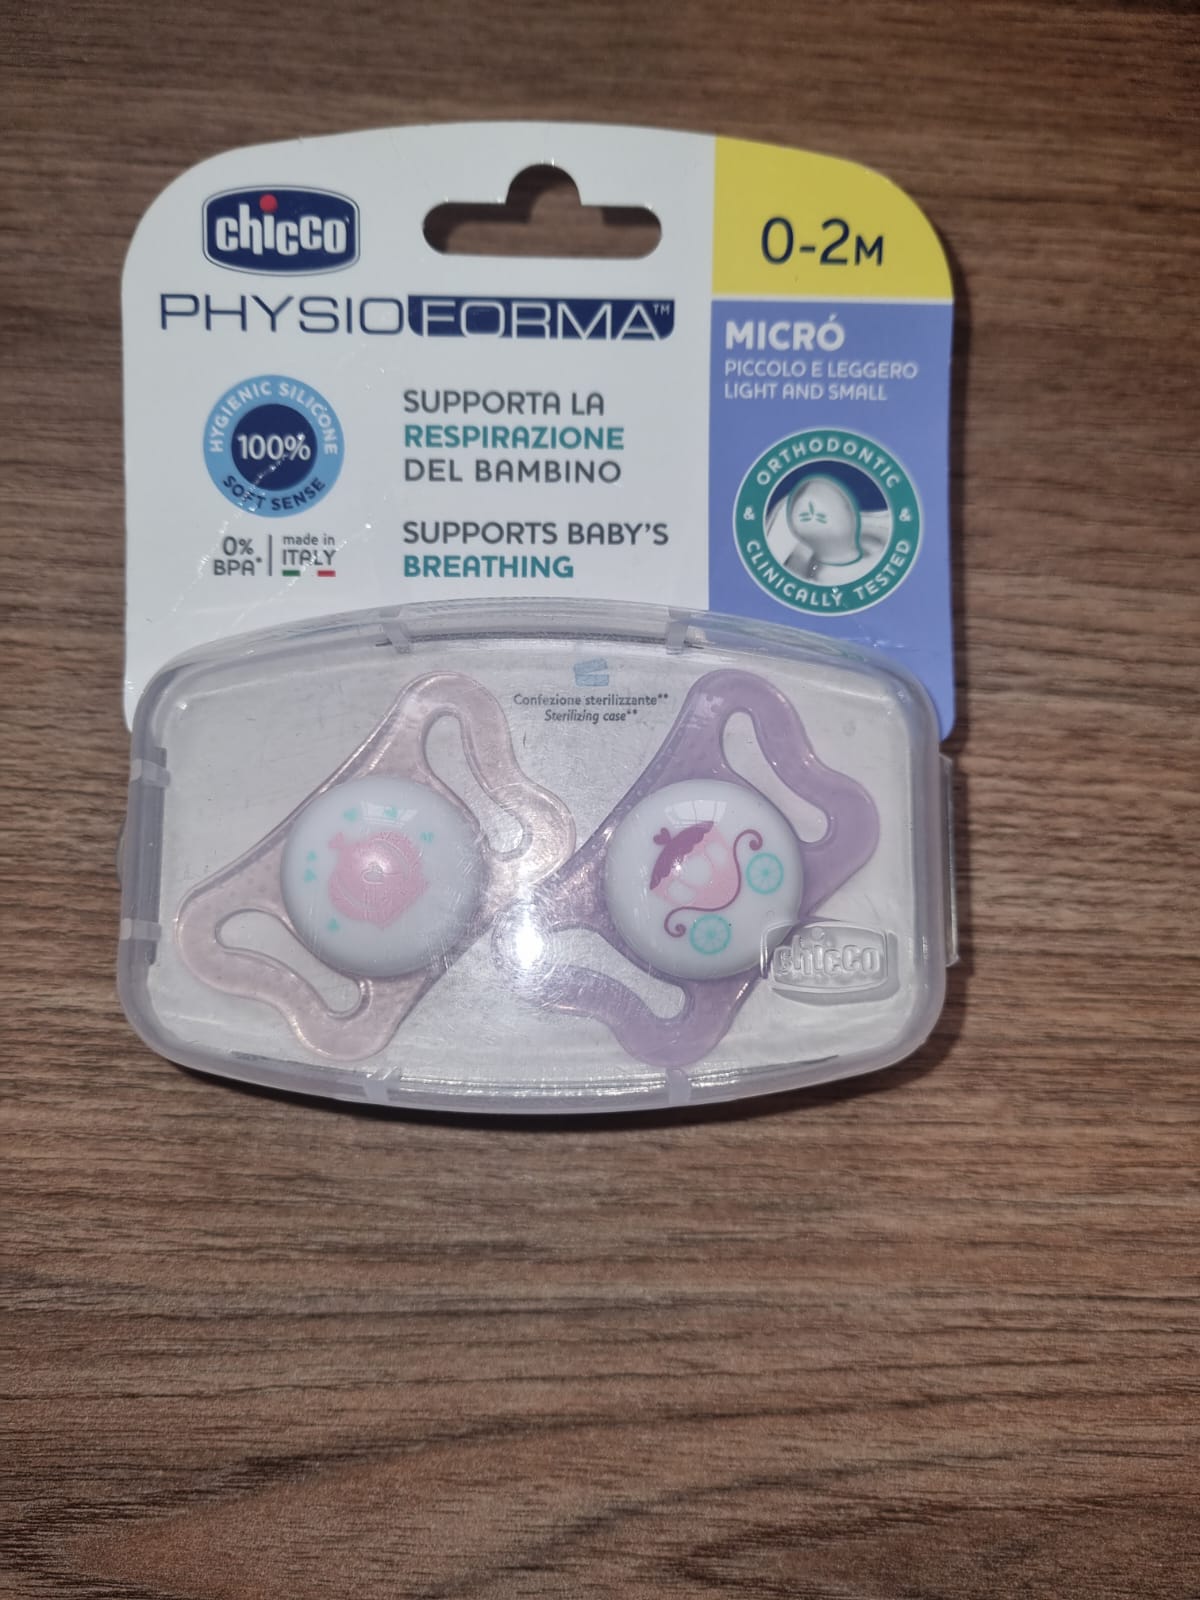 chicco
PHYSIOFORMA™
0-2M
MICRÓ
PICCOLO E LEGGERO
LIGHT AND SMALL
HYGIENIC SILICONE
100%
SOFT SENSE
0%
BPA*
made in
ITALY
SUPPORTA LA
RESPIRAZIONE
DEL BAMBINO
SUPPORTS BABY'S
BREATHING
ORTHODONTIC
& CLINICALLY TESTED &
Confezione sterilizzante**
Sterilizing case**
chicco